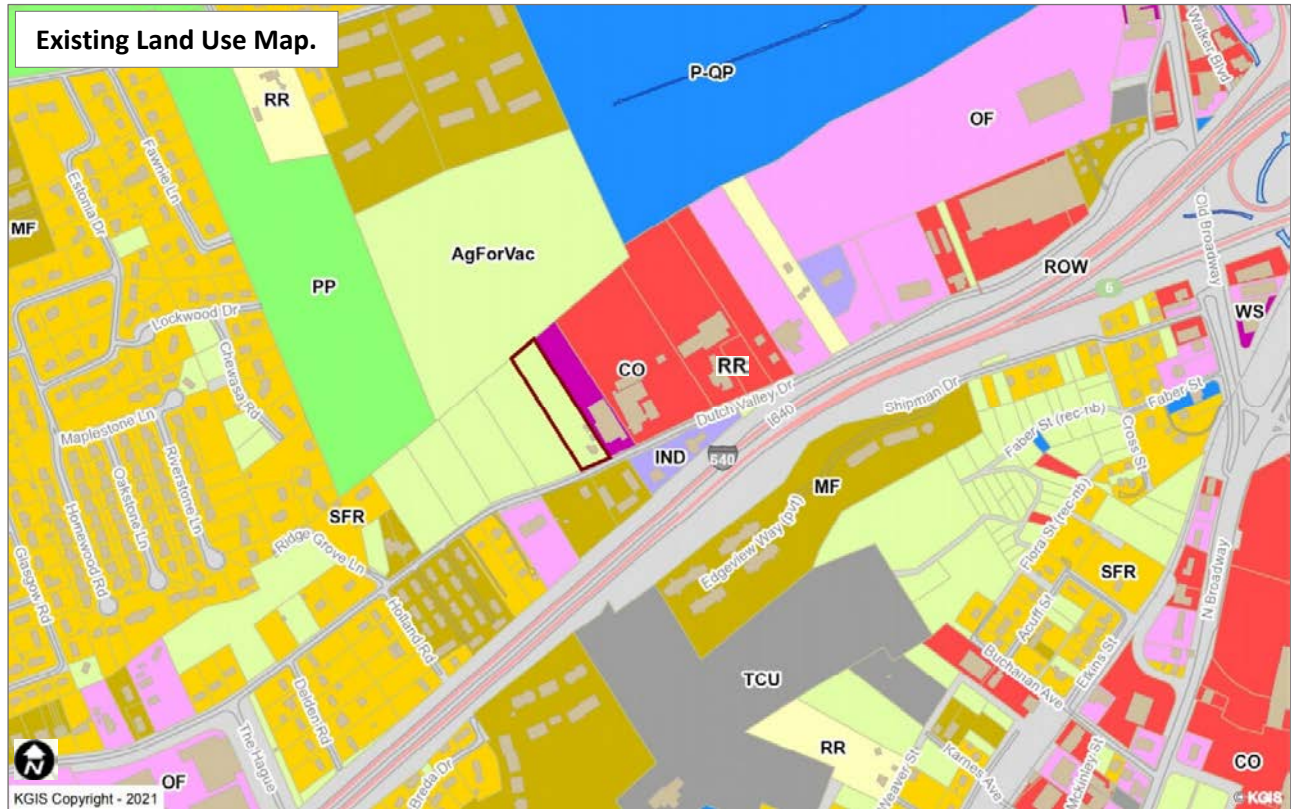 Existing Land Use Map.
Walker Blvd
P-QP
RR
OF
Fawnie Ln
Estonia Dr
MF
AgForVac
Old Broadway
ROW
PP
6
Lockwood Dr
WS
Chewasa Rd
CO
RR
Dutch Valley Dr
I640
Shipman Dr
Faber St
Maplestone Ln
Faber St (rec-nb)
Cross St
Riverstone Ln
Oakstone Ln
IND
640
MF
Homewood Rd
SFR
Flora St (rec-nb)
Edgeview Way (pvt)
N Broadway
Glasgow Rd
Ridge Grove Ln
SFR
Holland Rd
Acuff St
Elkins St
Buchanan Ave
TCU
Delden Rd
The Hague
RR
Karnes Ave
Mckinley St
Weaver St
Breda Dr
CO
N
OF
KGIS Copyright - 2021
© KGIS